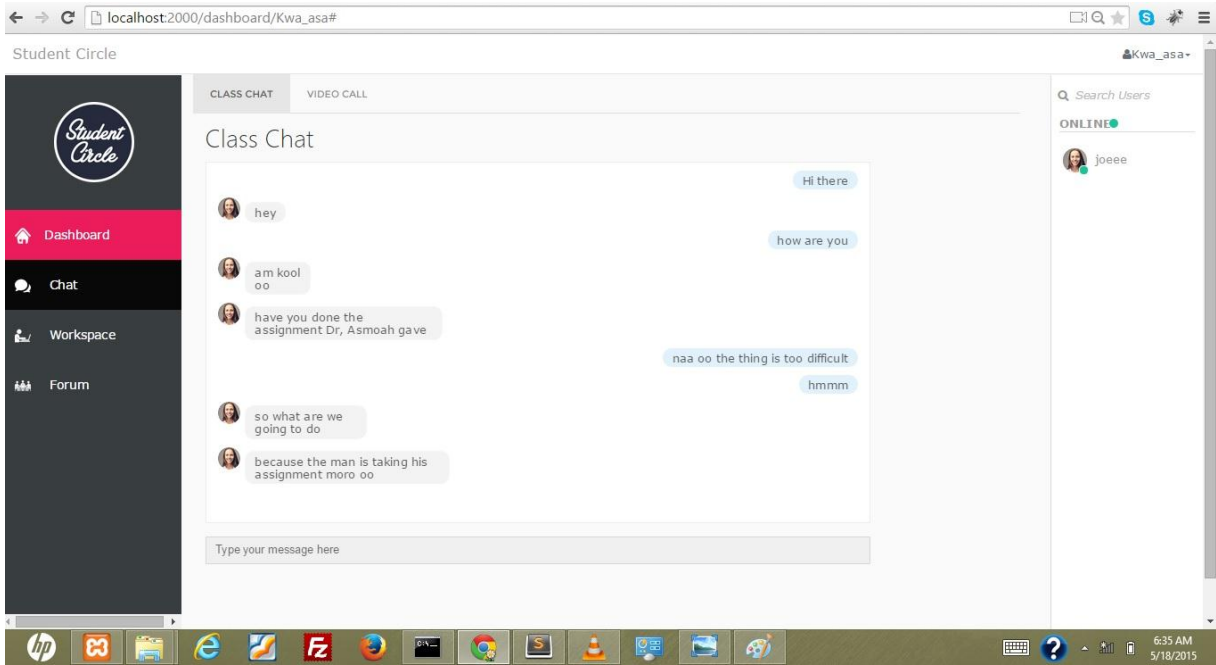 localhost:2000/dashboard/Kwa_asa#
Student Circle
Kwa_asa
Student
Circle
Dashboard
Chat
Workspace
Forum
CLASS CHAT
VIDEO CALL
Class Chat
Hi there
hey
how are you
am kool
oo
have you done the
assignment Dr, Asmoah gave
naa oo the thing is too difficult
hmmm
so what are we
going to do
because the man is taking his
assignment moro oo
Type your message here
Search Users
ONLINE
joeee
hp
Fz
C:\_
S
?
6:35 AM
5/18/2015